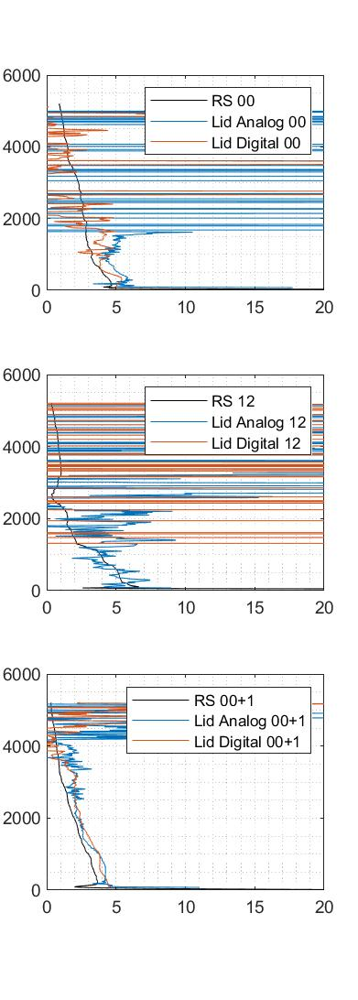 6000
RS 00
Lid Analog 00
Lid Digital 00
4000
2000
0
0 5 10 15 20
6000
RS 12
Lid Analog 12
Lid Digital 12
4000
2000
0
0 5 10 15 20
6000
RS 00+1
Lid Analog 00+1
Lid Digital 00+1
4000
2000
0
0 5 10 15 20